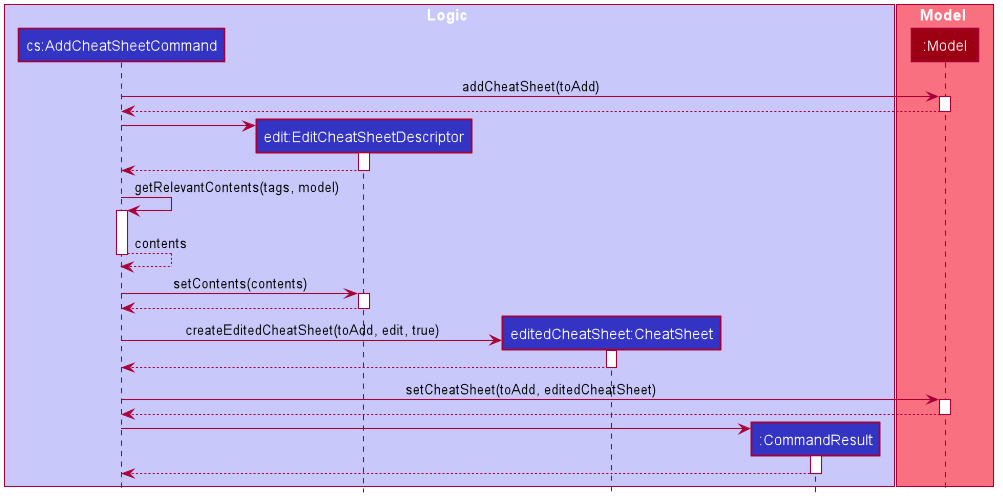 Logic
Model
cs:AddCheatSheetCommand
:Model
addCheatSheet(toAdd)
edit:EditCheatSheetDescriptor
getRelevantContents(tags, model)
contents
setContents(contents)
createEditedCheatSheet(toAdd, edit, true)
editedCheatSheet:CheatSheet
setCheatSheet(toAdd, editedCheatSheet)
:CommandResult